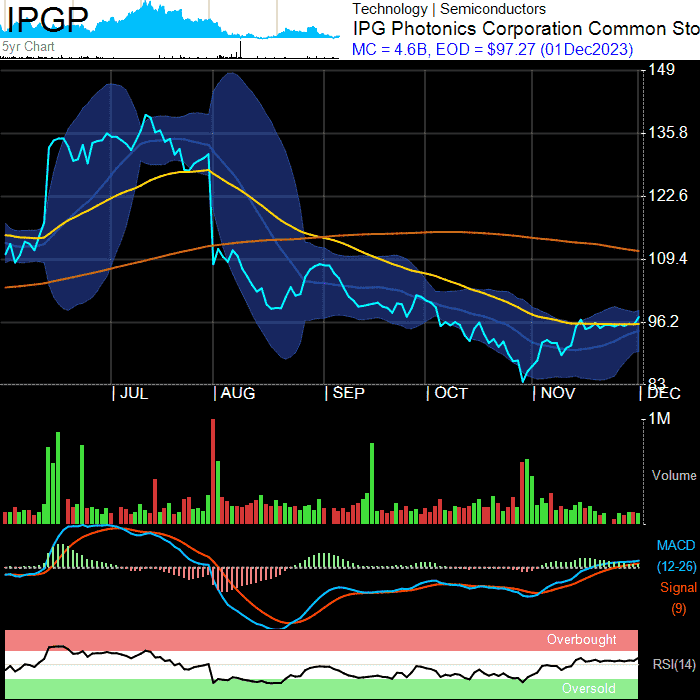 IPGP
Technology | Semiconductors
IPG Photonics Corporation Common Sto
5yr Chart
MC = 4.6B, EOD = $97.27 (01Dec2023)
149
135.8
122.6
109.4
96.2
83
JUL
AUG
SEP
OCT
NOV
DEC
1M
Volume
MACD
(12-26)
Signal
(9)
Overbought
RSI(14)
Oversold